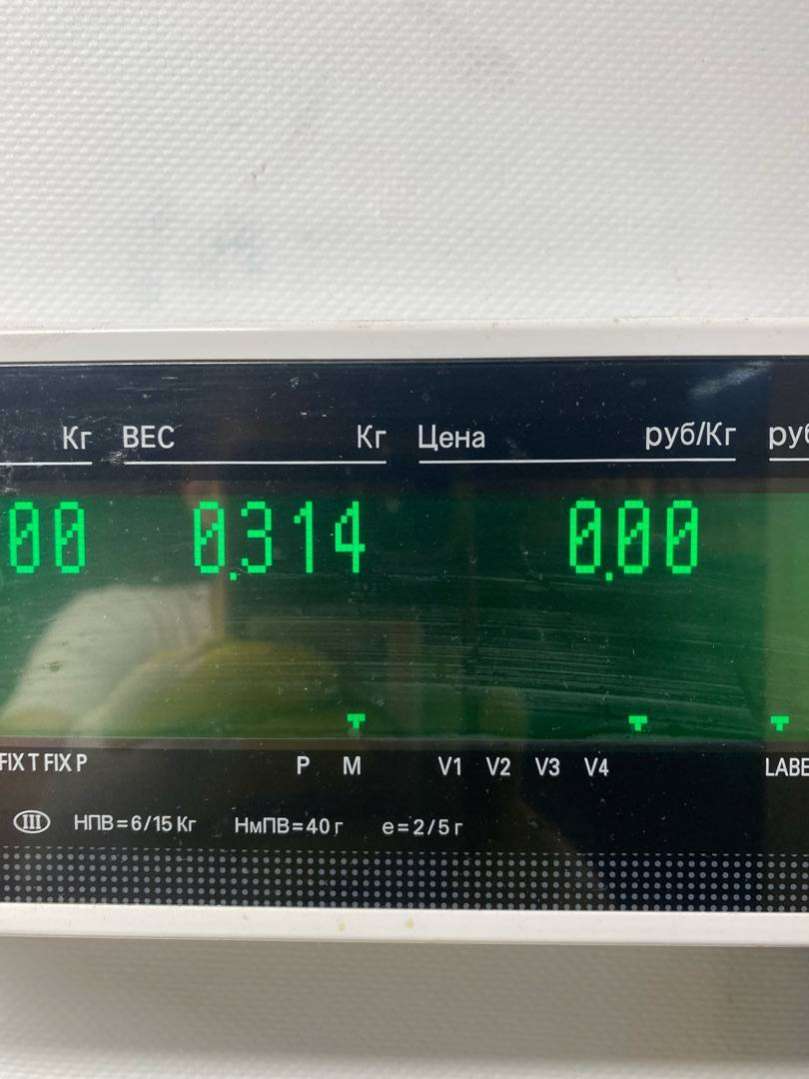 Кг ВЕС Кг Цена руб/Кг руб
00 0.314 0.00
FIX T FIX P P M V1 V2 V3 V4 LABE
III НПВ=6/15 Кг НмПВ=40 г e=2/5 г